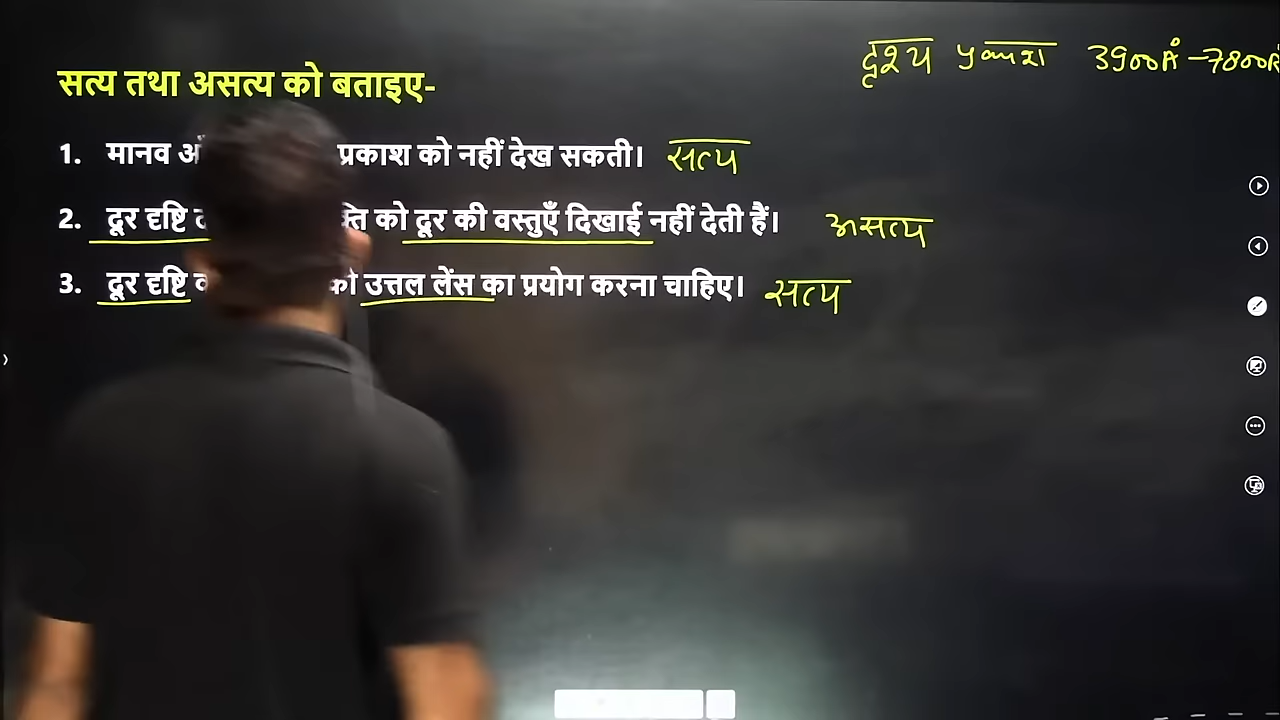 दृश्य प्रकाश 3900Å – 7800Å
सत्य तथा असत्य को बताइए-
1. मानव प्रकाश को नहीं देख सकती। सत्य
2. दूर दृष्टि को दूर की वस्तुएँ दिखाई नहीं देती हैं। असत्य
3. दूर दृष्टि को उत्तल लेंस का प्रयोग करना चाहिए। सत्य